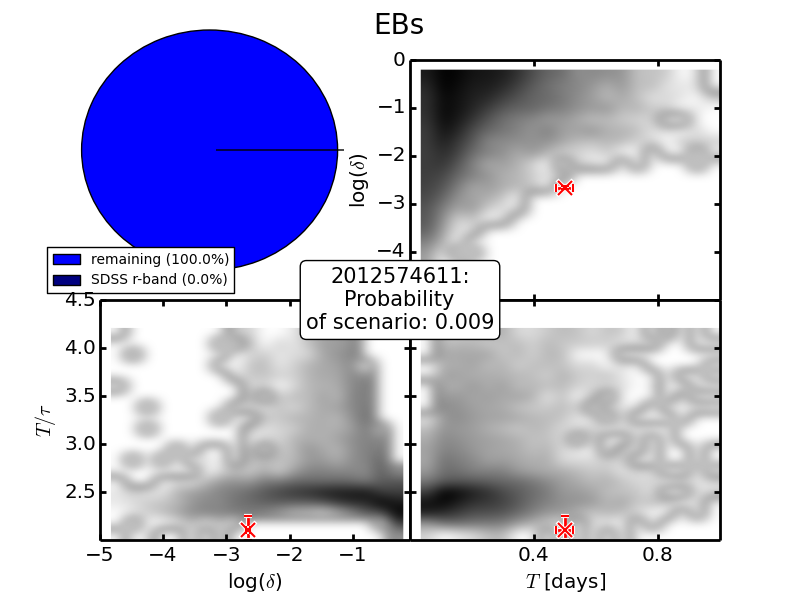 EBs
0
−1
−2
−3
−4
log(δ)
remaining (100.0%)
SDSS r-band (0.0%)
2012574611:
Probability
of scenario: 0.009
4.5
4.0
3.5
3.0
2.5
T/τ
−5 −4 −3 −2 −1
0.4 0.8
log(δ)
T [days]